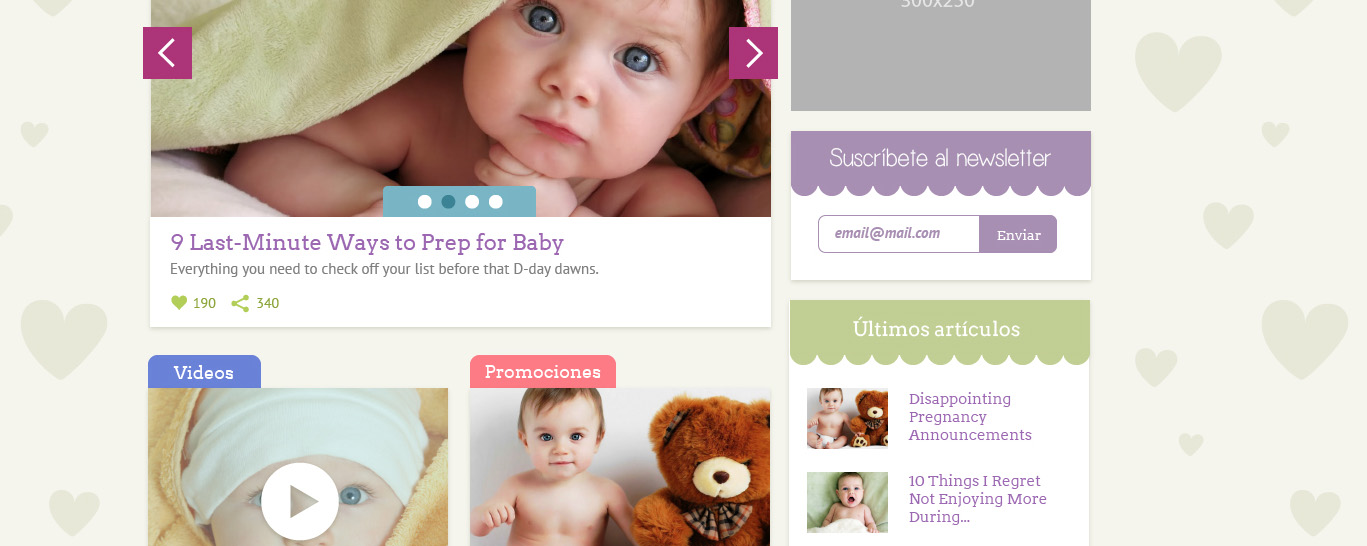 300x250
Suscríbete al newsletter
email@mail.com
Enviar
9 Last-Minute Ways to Prep for Baby
Everything you need to check off your list before that D-day dawns.
190
340
Últimos artículos
Videos
Promociones
Disappointing
Pregnancy
Announcements
10 Things I Regret
Not Enjoying More
During...